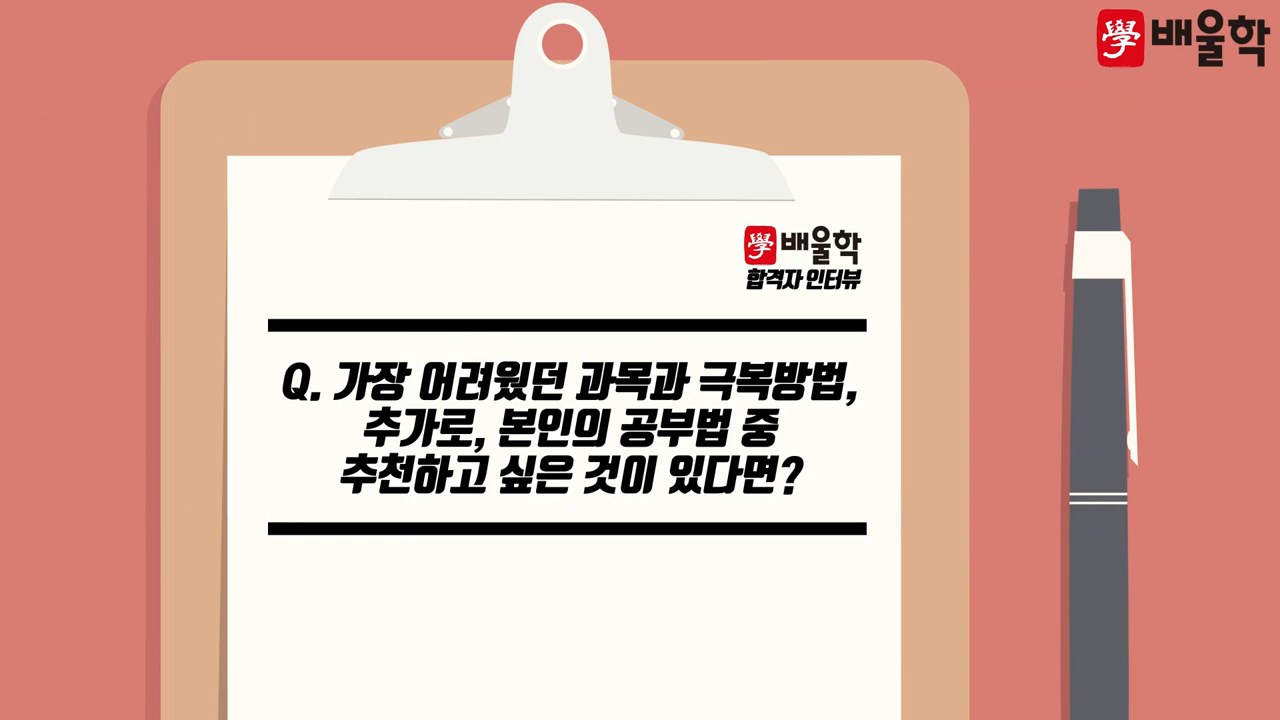 學 배울학
學 배울학
합격자 인터뷰
Q. 가장 어려웠던 과목과 극복방법,
추가로, 본인의 공부법 중
추천하고 싶은 것이 있다면?